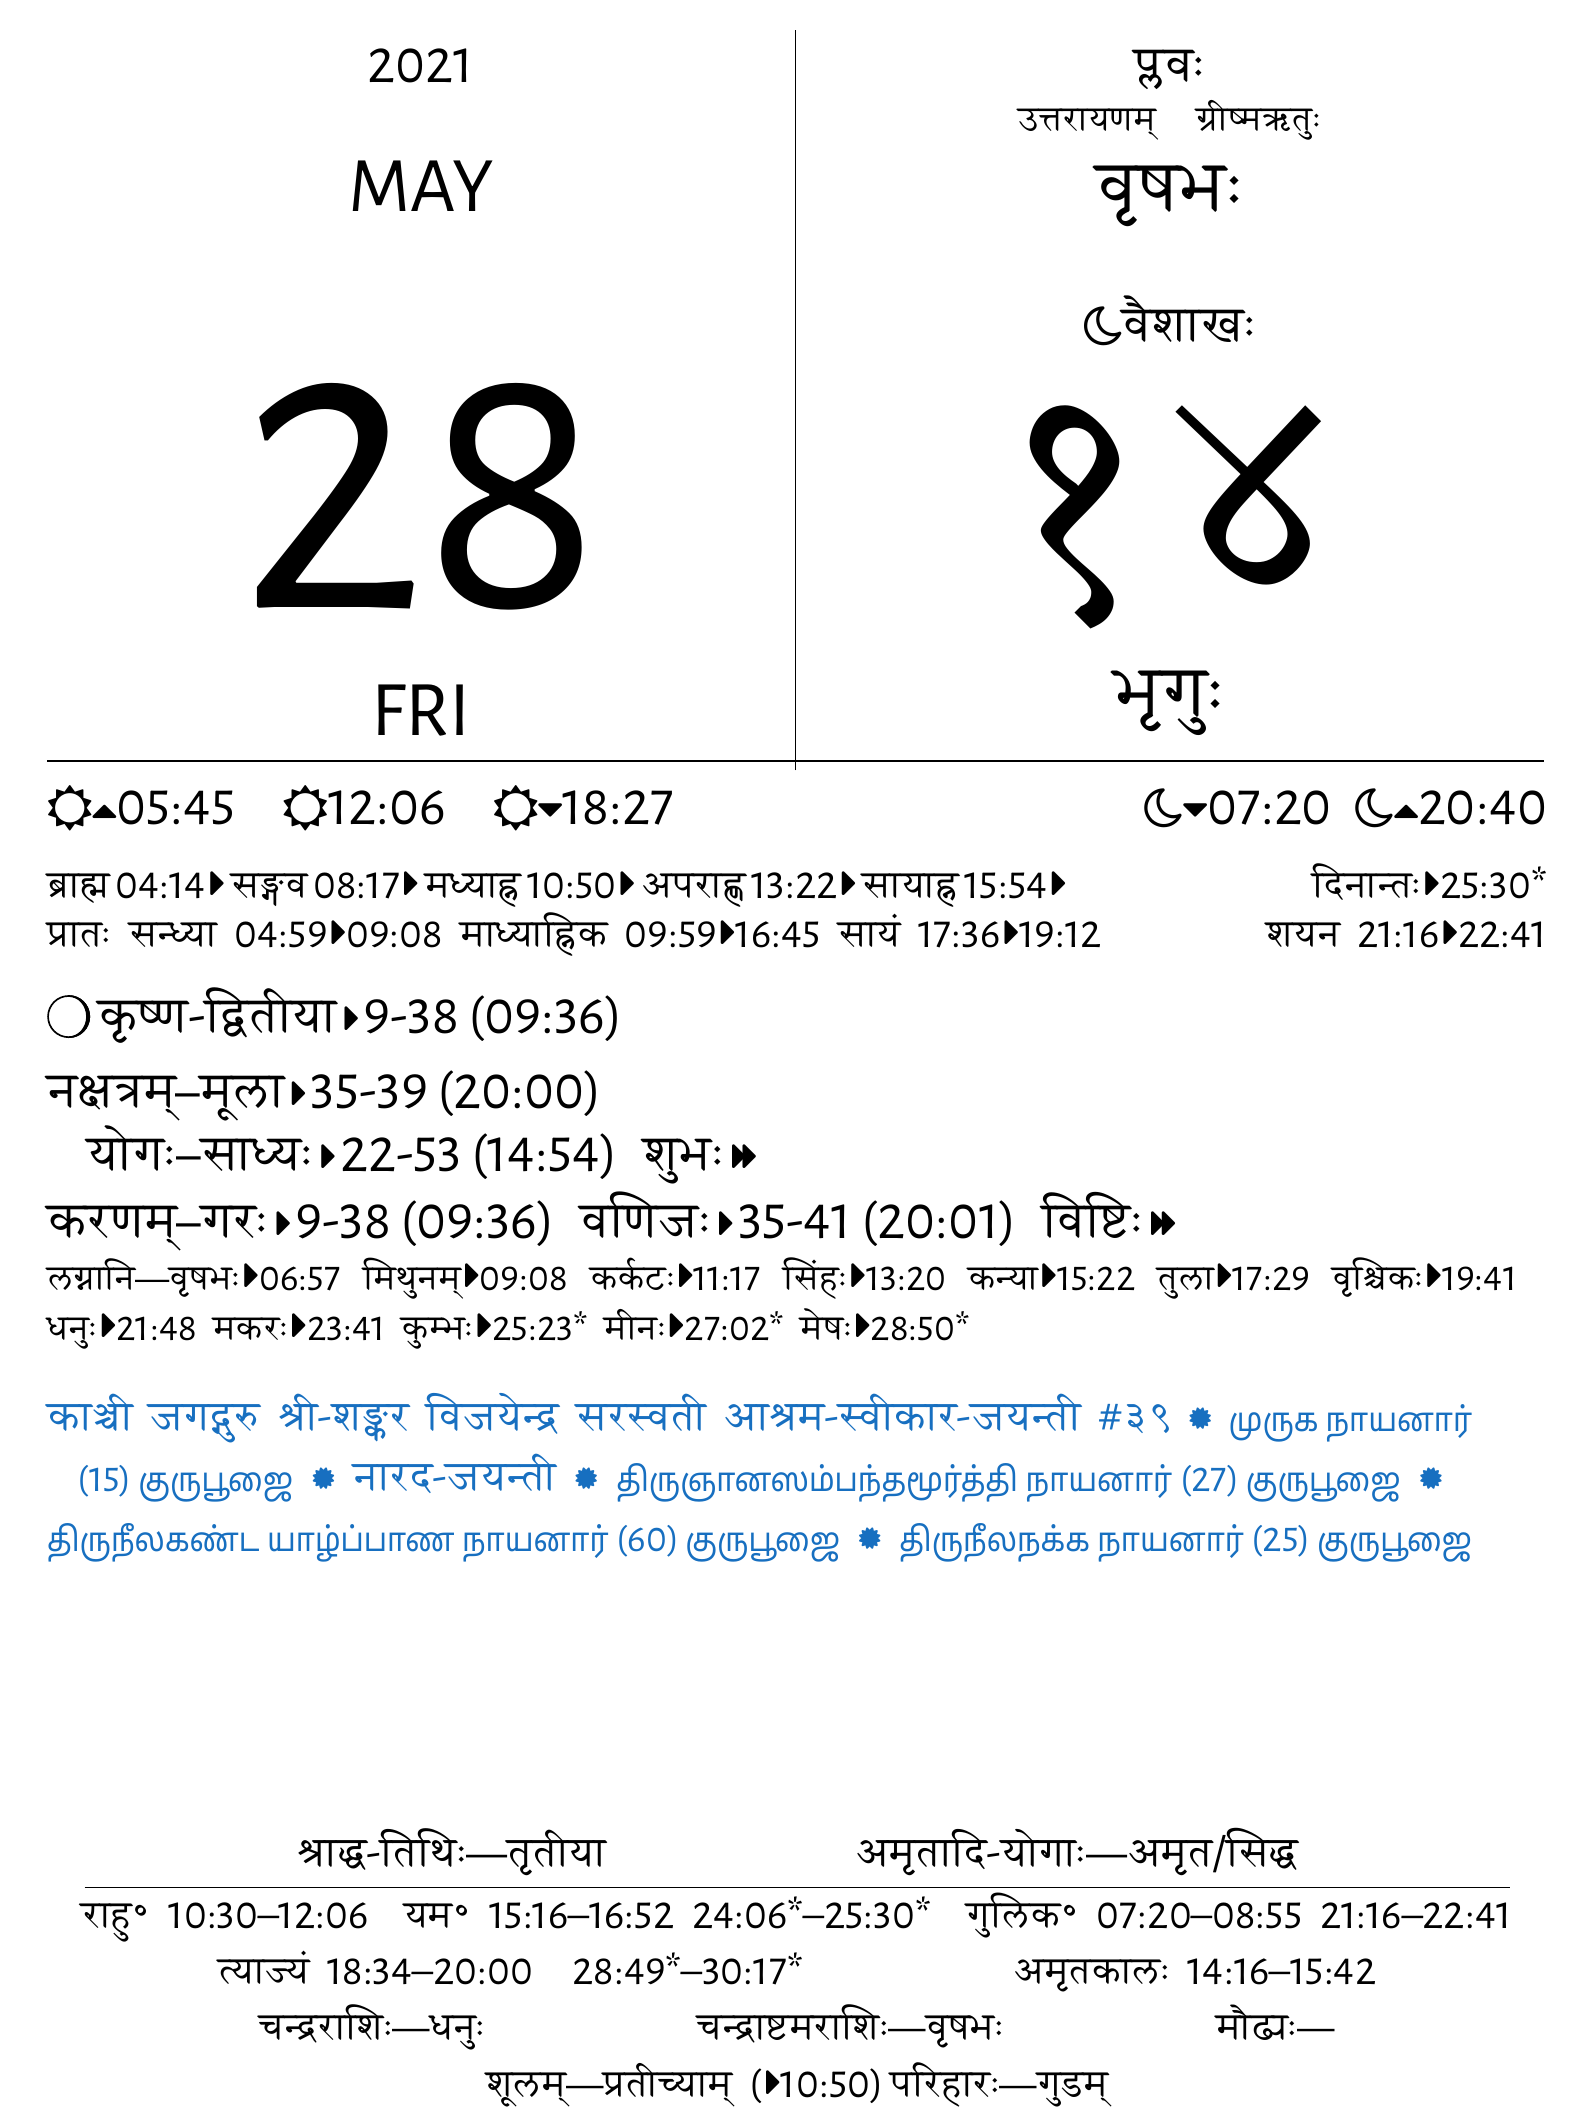 2021
MAY
28
FRI
प्लवः
उत्तरायणम् ग्रीष्मऋतुः
वृषभः
वैशाखः
१४
भृगुः
05:45 12:06 18:27 07:20 20:40
ब्राह्म 04:14 सङ्गव 08:17 मध्याह्न 10:50 अपराह्ण 13:22 सायाह्न 15:54 दिनान्तः 25:30*
प्रातः सन्ध्या 04:59 09:08 माध्याह्निक 09:59 16:45 सायं 17:36 19:12 शयन 21:16 22:41
कृष्ण-द्वितीया 9-38 (09:36)
नक्षत्रम्–मूला 35-39 (20:00)
योगः–साध्यः 22-53 (14:54) शुभः
करणम्–गरः 9-38 (09:36) वणिजः 35-41 (20:01) विष्टिः
लग्नानि—वृषभः 06:57 मिथुनम् 09:08 कर्कटः 11:17 सिंहः 13:20 कन्या 15:22 तुला 17:29 वृश्चिकः 19:41
धनुः 21:48 मकरः 23:41 कुम्भः 25:23* मीनः 27:02* मेषः 28:50*
काञ्ची जगद्गुरु श्री-शङ्कर विजयेन्द्र सरस्वती आश्रम-स्वीकार-जयन्ती #३९ முருக நாயனார்
(15) குருபூஜை नारद-जयन्ती திருஞானஸம்பந்தமூர்த்தி நாயனார் (27) குருபூஜை
திருநீலகண்ட யாழ்ப்பாண நாயனார் (60) குருபூஜை திருநீலநக்க நாயனார் (25) குருபூஜை
श्राद्ध-तिथिः—तृतीया अमृतादि-योगाः—अमृत/सिद्ध
राहु॰ 10:30–12:06 यम॰ 15:16–16:52 24:06*–25:30* गुलिक॰ 07:20–08:55 21:16–22:41
त्याज्यं 18:34–20:00 28:49*–30:17* अमृतकालः 14:16–15:42
चन्द्रराशिः—धनुः चन्द्राष्टमराशिः—वृषभः मौढ्यः—
शूलम्—प्रतीच्याम् (10:50) परिहारः—गुडम्